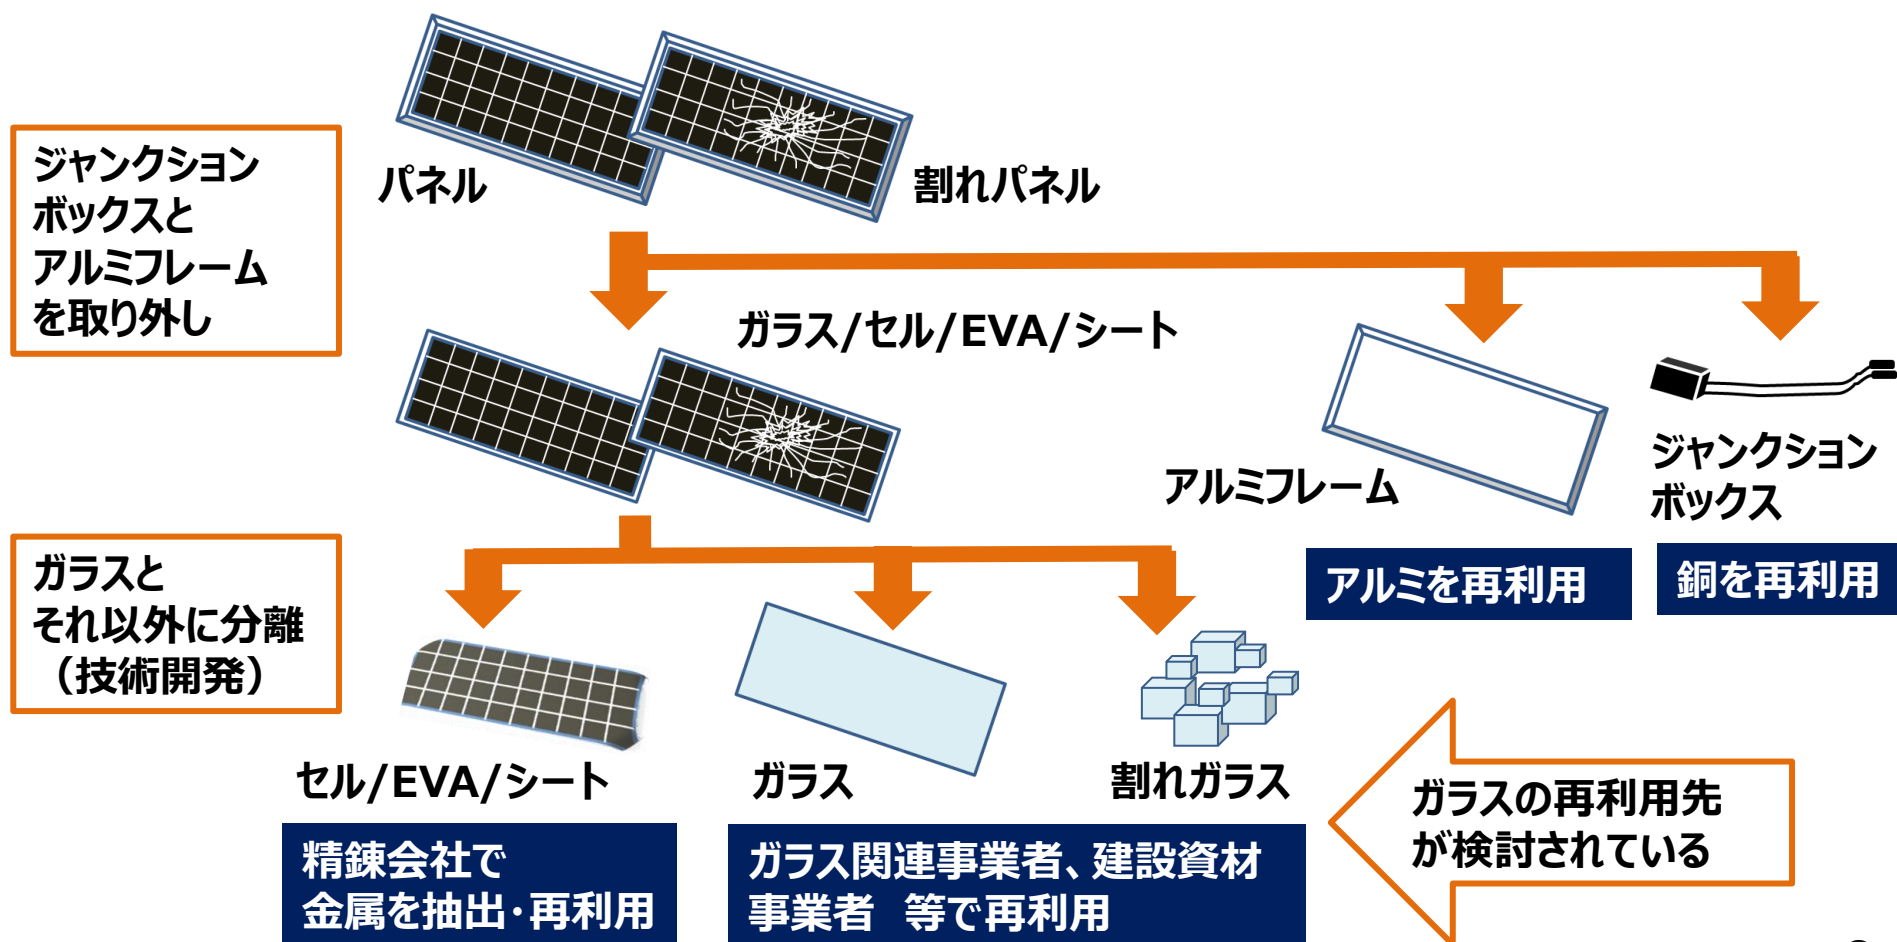 ジャンクション
ボックスと
アルミフレーム
を取り外し
パネル
割れパネル
ガラス/セル/EVA/シート
アルミフレーム
ジャンクション
ボックス
アルミを再利用
銅を再利用
ガラスと
それ以外に分離
（技術開発）
セル/EVA/シート
ガラス
割れガラス
精錬会社で
金属を抽出・再利用
ガラス関連事業者、建設資材
事業者　等で再利用
ガラスの再利用先
が検討されている